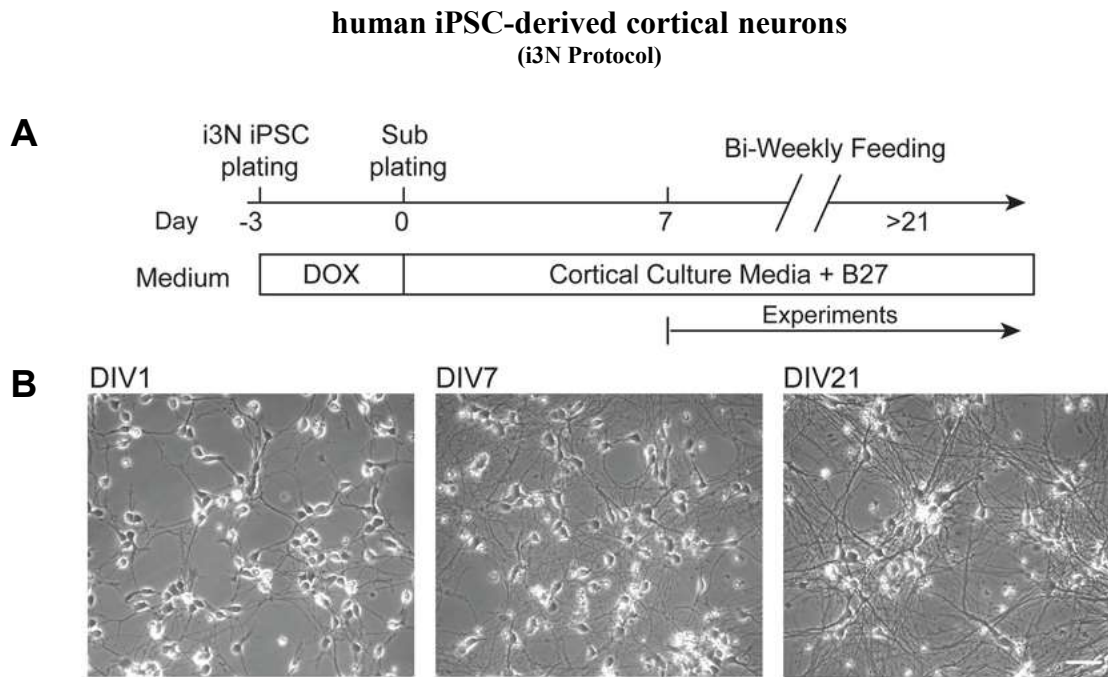 human iPSC-derived cortical neurons
(i3N Protocol)
A
i3N iPSC
plating
Sub
plating
Bi-Weekly Feeding
Day -3 0 7 >21
Medium DOX Cortical Culture Media + B27
Experiments
B
DIV1 DIV7 DIV21